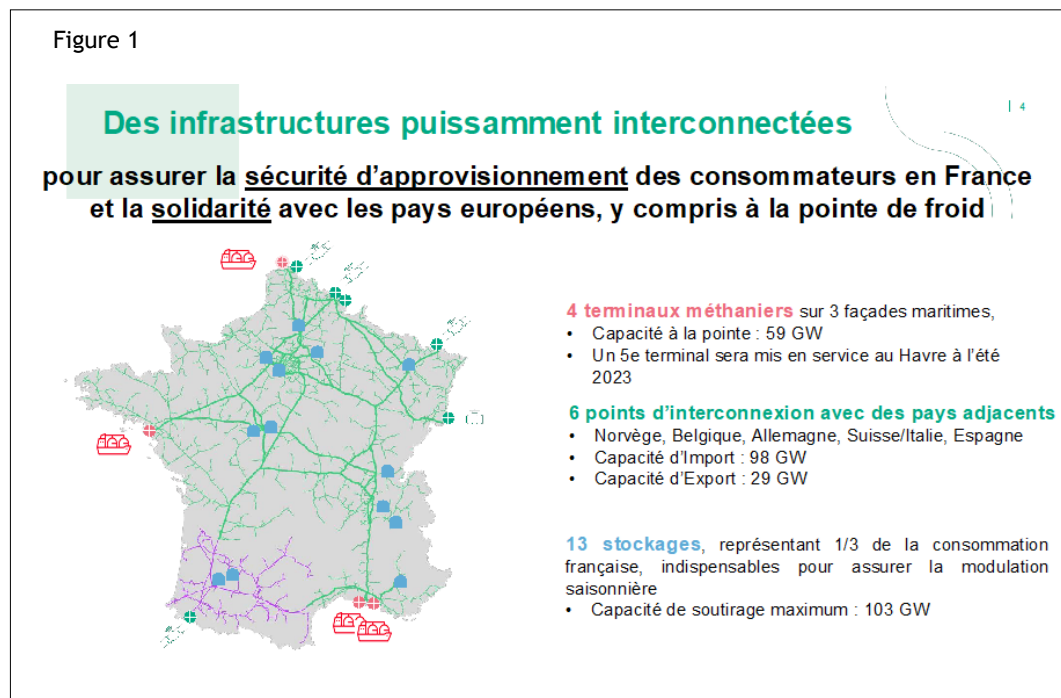 Figure 1
| 4
Des infrastructures puissamment interconnectées
pour assurer la sécurité d’approvisionnement des consommateurs en France
et la solidarité avec les pays européens, y compris à la pointe de froid
4 terminaux méthaniers sur 3 façades maritimes,
• Capacité à la pointe : 59 GW
• Un 5e terminal sera mis en service au Havre à l’été
2023
6 points d’interconnexion avec des pays adjacents
• Norvège, Belgique, Allemagne, Suisse/Italie, Espagne
• Capacité d’Import : 98 GW
• Capacité d’Export : 29 GW
13 stockages, représentant 1/3 de la consommation
française, indispensables pour assurer la modulation
saisonnière
• Capacité de soutirage maximum : 103 GW